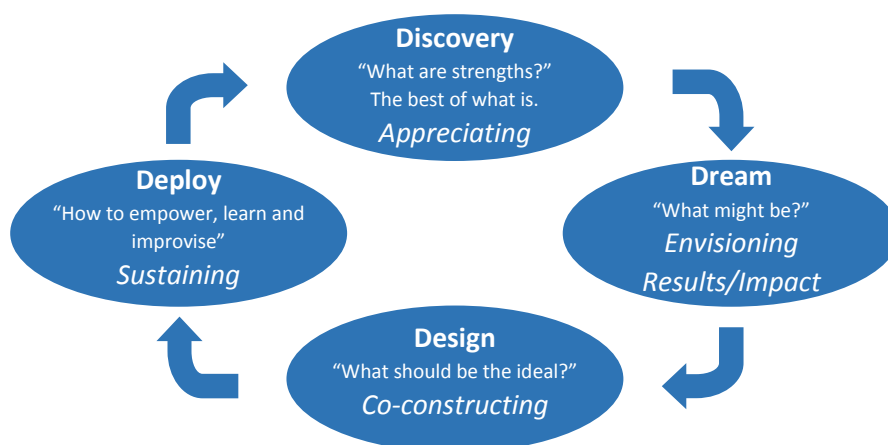 Discovery
“What are strengths?”
The best of what is.
Appreciating
Dream
“What might be?”
Envisioning
Results/Impact
Design
“What should be the ideal?”
Co-constructing
Deploy
“How to empower, learn and
improvise”
Sustaining